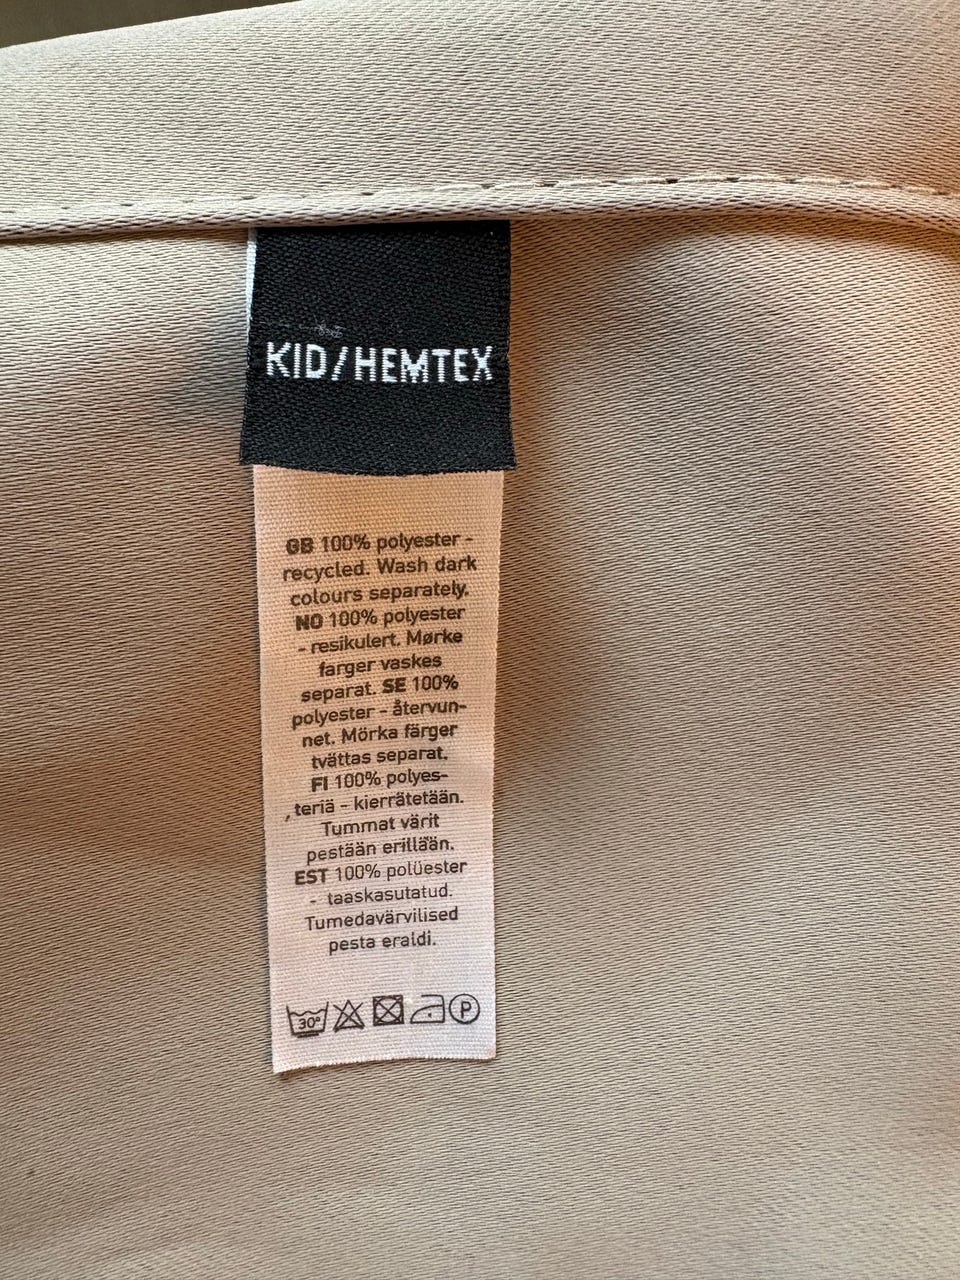 KID/HEMTEX
GB 100% polyester -
recycled. Wash dark
colours separately.
NO 100% polyester
- resikulert. Mørke
farger vaskes
separat. SE 100%
polyester - återvun-
net. Mörka färger
tvättas separat.
FI 100% polyes-
teriä - kierrätetään.
Tummat värit
pestään erillään.
EST 100% polüester
- taaskasutatud.
Tumedavärvilised
pesta eraldi.
30° P